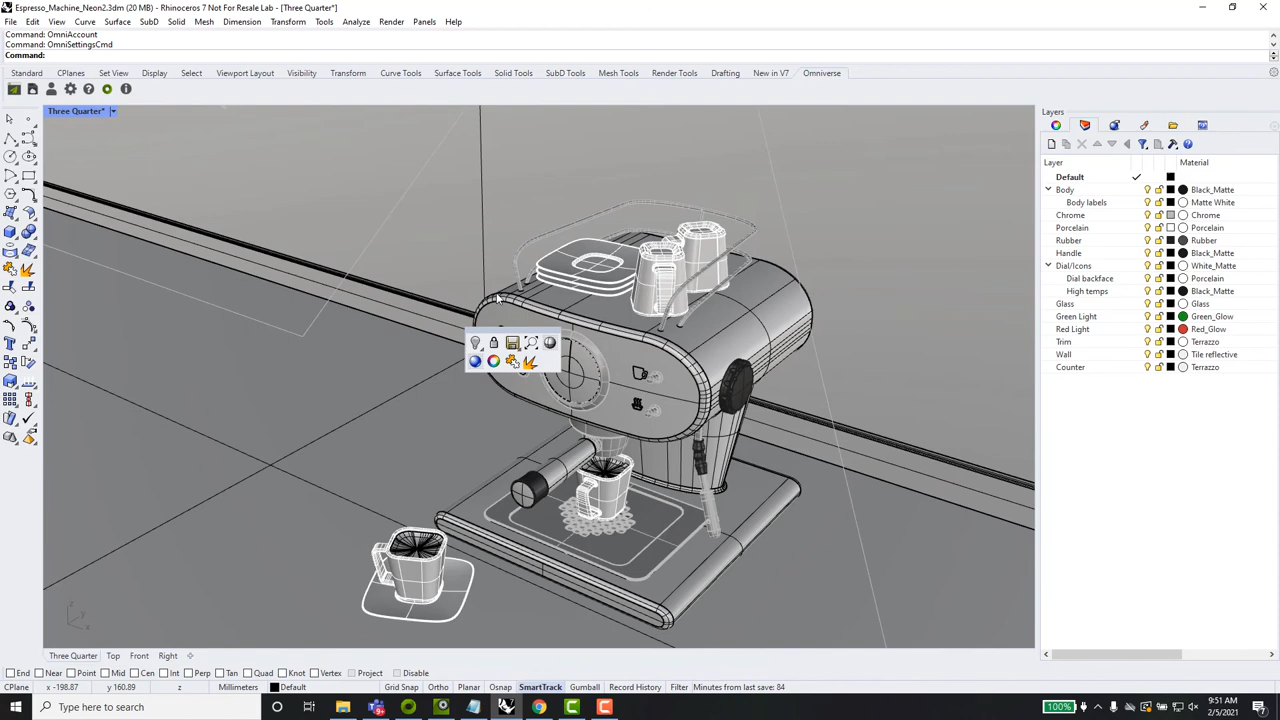 Espresso_Machine_Neon2.3dm (20 MB) - Rhinoceros 7 Not For Resale Lab - [Three Quarter*]
File Edit View Curve Surface SubD Solid Mesh Dimension Transform Tools Analyze Render Panels Help
Command: OmniAccount
Command: OmniSettingsCmd
Command:
Standard CPlanes Set View Display Select Viewport Layout Visibility Transform Curve Tools Surface Tools Solid Tools SubD Tools Mesh Tools Render Tools Drafting New in V7 Omniverse
Three Quarter*
Layers
Layer Material
Default
Body Black_Matte
Body labels Matte White
Chrome Chrome
Porcelain Porcelain
Rubber Rubber
Handle Black_Matte
Dial/Icons White_Matte
Dial backface Porcelain
High temps Black_Matte
Glass Glass
Green Light Green_Glow
Red Light Red_Glow
Trim Terrazzo
Wall Tile reflective
Counter Terrazzo
z
y
x
Three Quarter Top Front Right
End Near Point Mid Cen Int Perp Tan Quad Knot Vertex Project Disable
CPlane x -198.87 y 160.89 z Millimeters Default Grid Snap Ortho Planar Osnap SmartTrack Gumball Record History Filter Minutes from last save: 84
Type here to search
100%
9:51 AM
2/5/2021